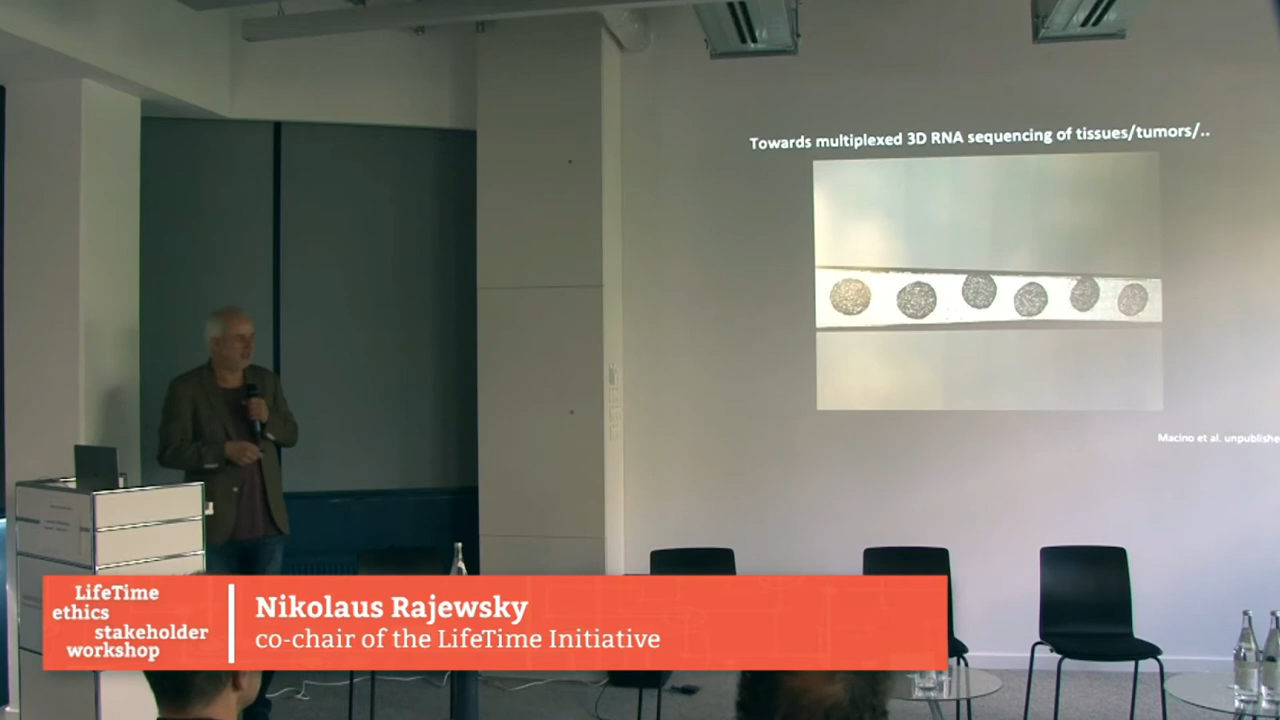 Towards multiplexed 3D RNA sequencing of tissues/tumors/..
Macino et al. unpublishe
LifeTime
ethics
stakeholder
workshop
Nikolaus Rajewsky
co-chair of the LifeTime Initiative